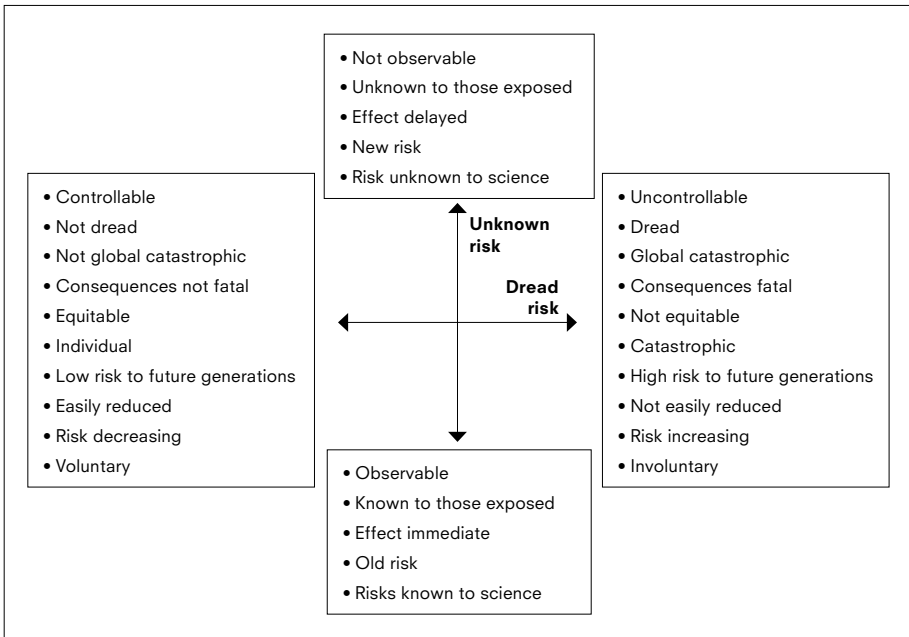 • Not observable
• Unknown to those exposed
• Effect delayed
• New risk
• Risk unknown to science
• Controllable
• Not dread
• Not global catastrophic
• Consequences not fatal
• Equitable
• Individual
• Low risk to future generations
• Easily reduced
• Risk decreasing
• Voluntary
Unknown
risk
Dread
risk
• Uncontrollable
• Dread
• Global catastrophic
• Consequences fatal
• Not equitable
• Catastrophic
• High risk to future generations
• Not easily reduced
• Risk increasing
• Involuntary
• Observable
• Known to those exposed
• Effect immediate
• Old risk
• Risks known to science